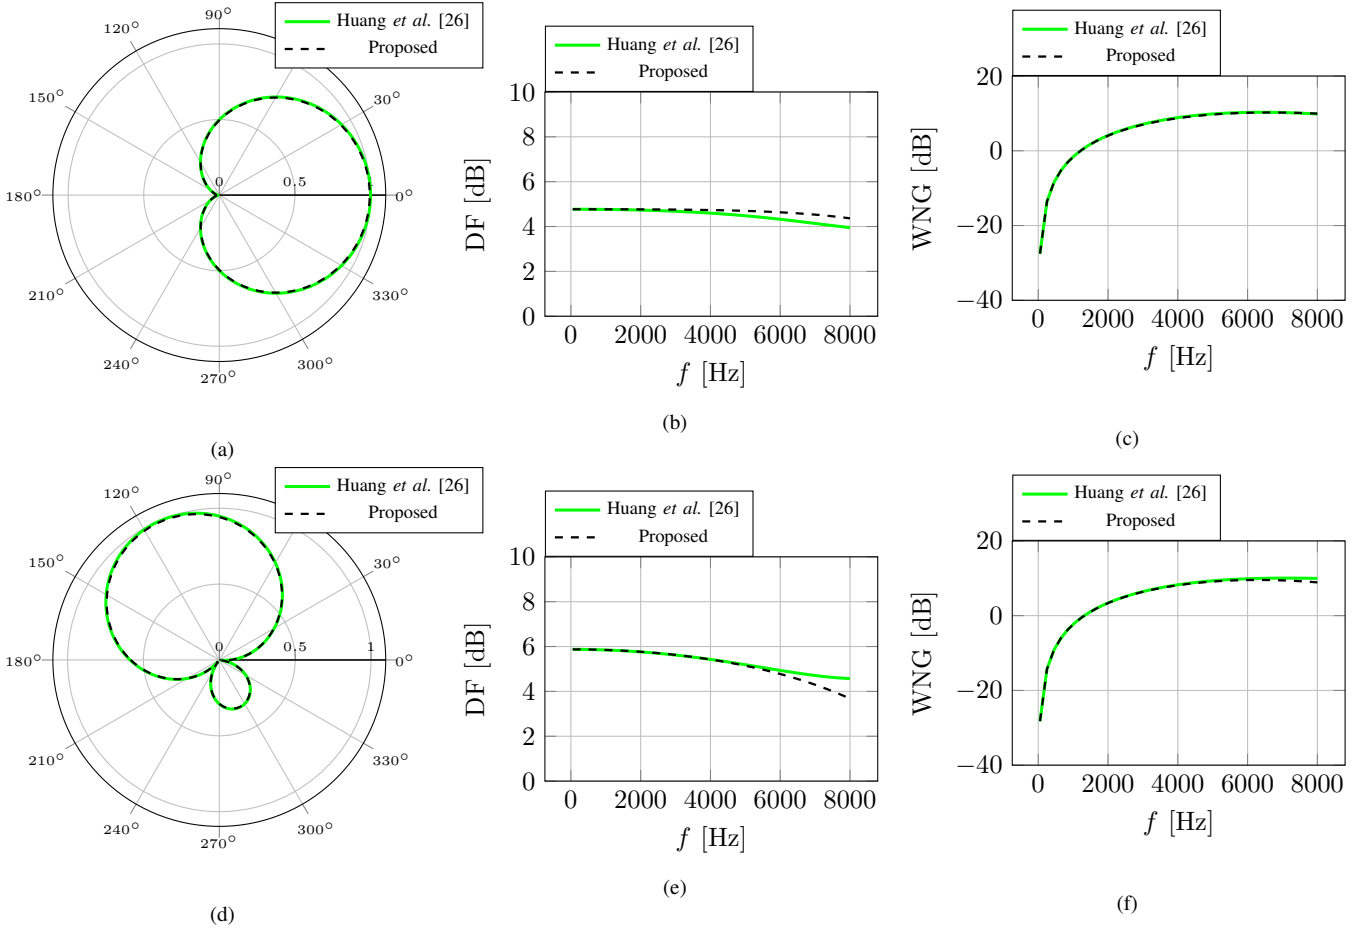 Huang et al. [26]
Proposed
90°
120°
150°
30°
180°
0
0.5
0°
210°
330°
240°
300°
270°
(a)
Huang et al. [26]
Proposed
10
8
6
4
2
0
DF [dB]
0 2000 4000 6000 8000
f [Hz]
(b)
Huang et al. [26]
Proposed
20
0
−20
−40
WNG [dB]
0 2000 4000 6000 8000
f [Hz]
(c)
Huang et al. [26]
Proposed
90°
120°
150°
30°
180°
0
0.5
1
0°
210°
330°
240°
300°
270°
(d)
Huang et al. [26]
Proposed
10
8
6
4
2
0
DF [dB]
0 2000 4000 6000 8000
f [Hz]
(e)
Huang et al. [26]
Proposed
20
0
−20
−40
WNG [dB]
0 2000 4000 6000 8000
f [Hz]
(f)